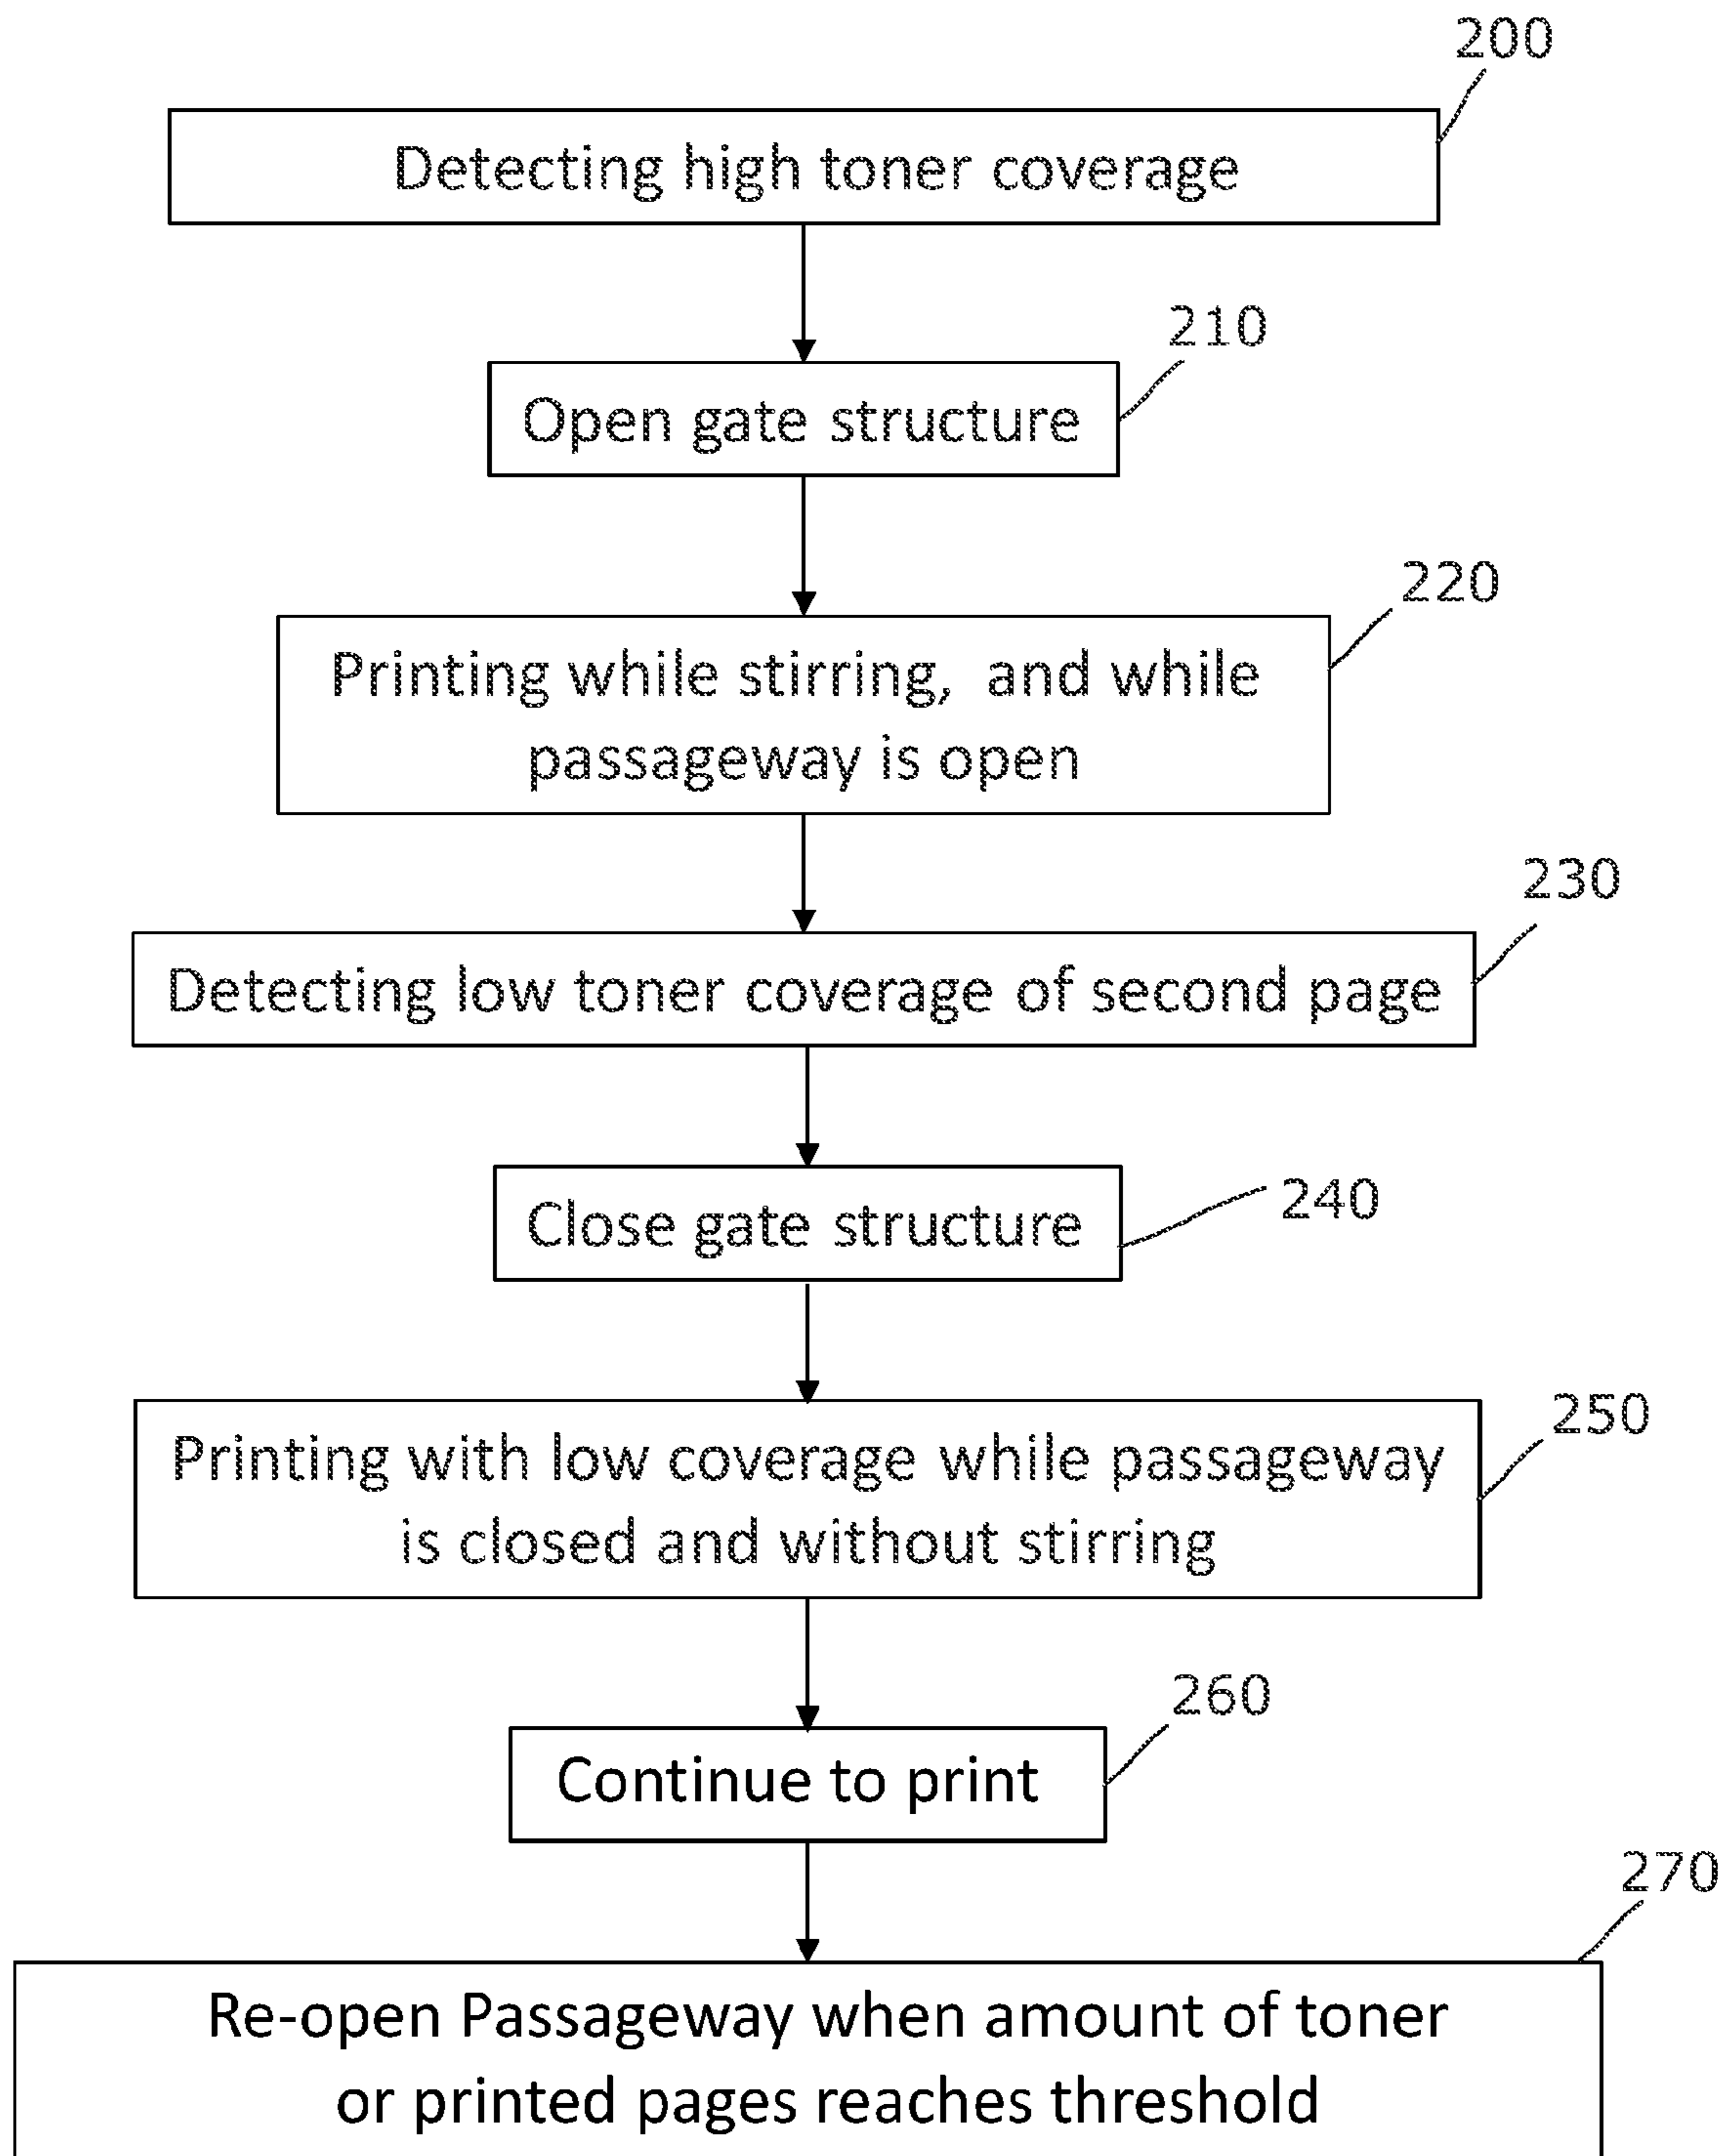 200
Detecting high toner coverage
210
Open gate structure
220
Printing while stirring, and while
passageway is open
230
Detecting low toner coverage of second page
240
Close gate structure
250
Printing with low coverage while passageway
is closed and without stirring
260
Continue to print
270
Re-open Passageway when amount of toner
or printed pages reaches threshold